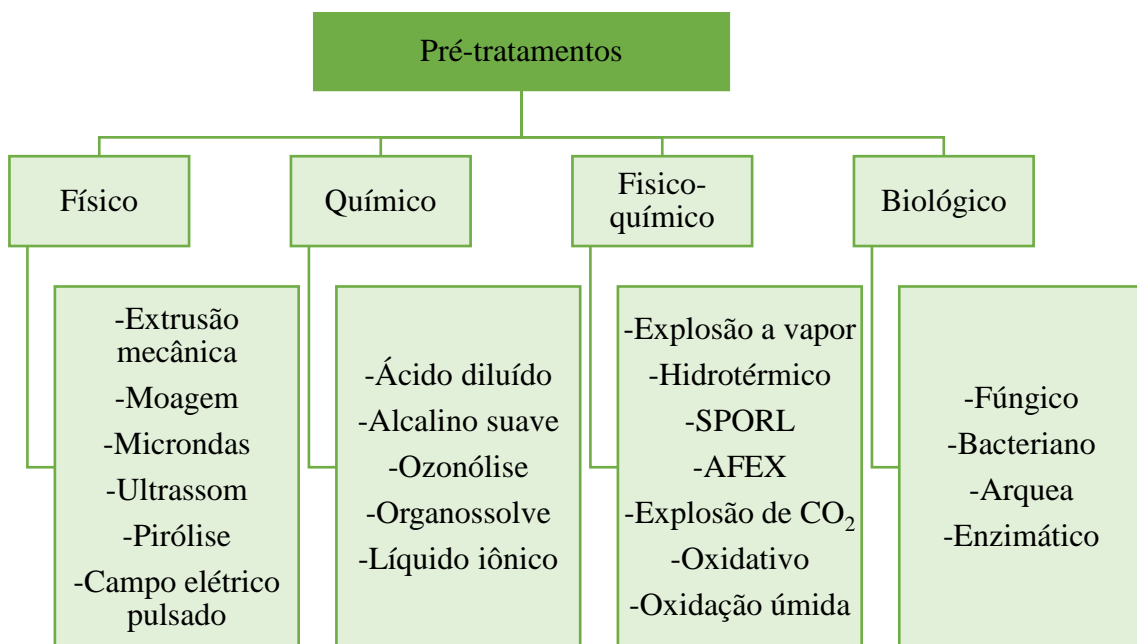 Pré-tratamentos
Físico
Químico
Fisico-
químico
Biológico
-Extrusão
mecânica
-Moagem
-Microndas
-Ultrassom
-Pirólise
-Campo elétrico
pulsado
-Ácido diluído
-Alcalino suave
-Ozonólise
-Organossolve
-Líquido iônico
-Explosão a vapor
-Hidrotérmico
-SPORL
-AFEX
-Explosão de CO₂
-Oxidativo
-Oxidação úmida
-Fúngico
-Bacteriano
-Arquea
-Enzimático